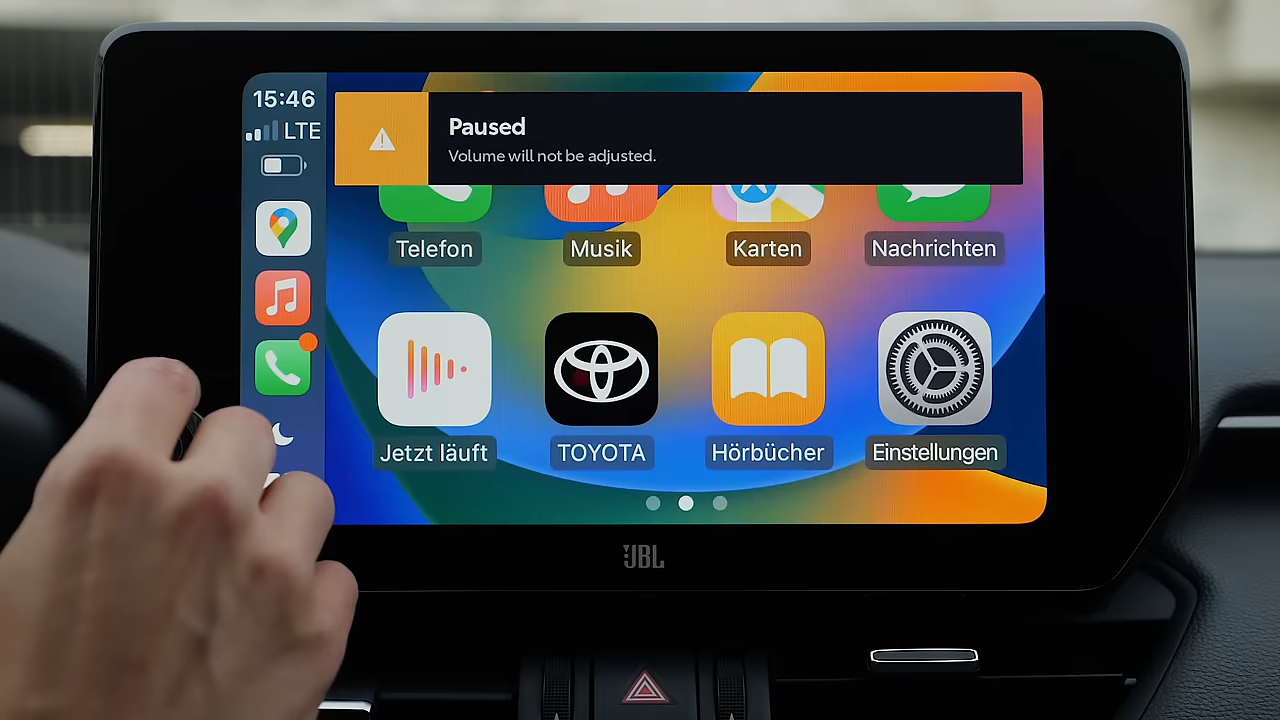 15:46
LTE
Paused
Volume will not be adjusted.
Telefon
Musik
Karten
Nachrichten
Jetzt läuft
TOYOTA
Hörbücher
Einstellungen
JBL